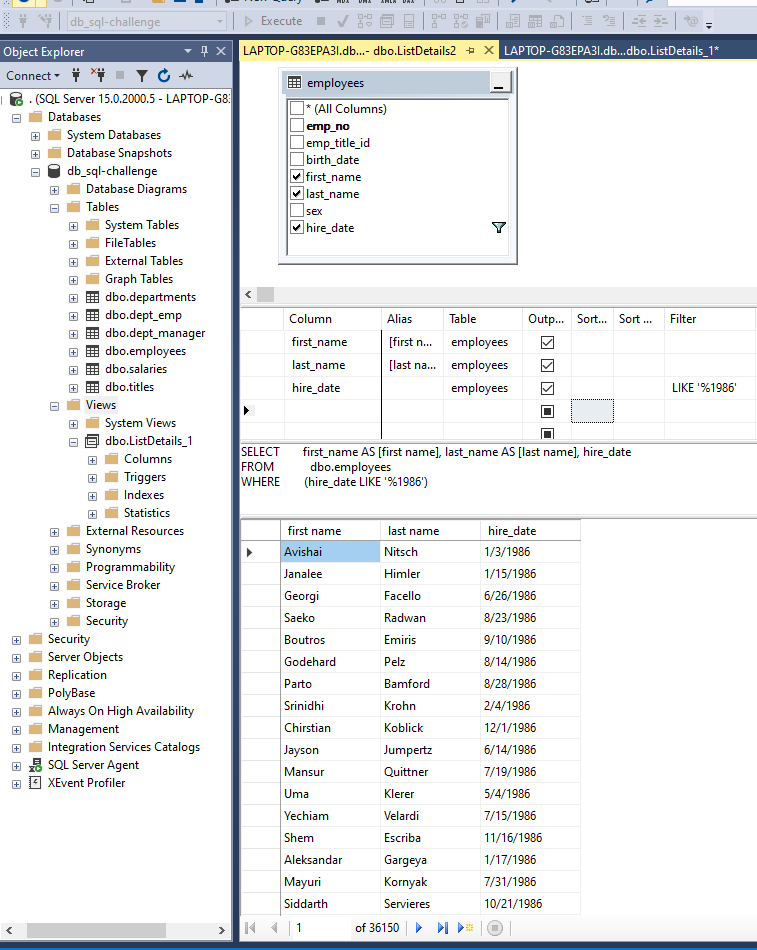 db_sql-challenge
Execute
Object Explorer
Connect
. (SQL Server 15.0.2000.5 - LAPTOP-G83
Databases
System Databases
Database Snapshots
db_sql-challenge
Database Diagrams
Tables
System Tables
FileTables
External Tables
Graph Tables
dbo.departments
dbo.dept_emp
dbo.dept_manager
dbo.employees
dbo.salaries
dbo.titles
Views
System Views
dbo.ListDetails_1
Columns
Triggers
Indexes
Statistics
External Resources
Synonyms
Programmability
Service Broker
Storage
Security
Security
Server Objects
Replication
PolyBase
Always On High Availability
Management
Integration Services Catalogs
SQL Server Agent
XEvent Profiler
LAPTOP-G83EPA3I.db...- dbo.ListDetails2
LAPTOP-G83EPA3I.db...dbo.ListDetails_1*
employees
* (All Columns)
emp_no
emp_title_id
birth_date
first_name
last_name
sex
hire_date
Column Alias Table Outp... Sort... Sort ... Filter
first_name [first n... employees
last_name [last na... employees
hire_date employees LIKE '%1986'
SELECT first_name AS [first name], last_name AS [last name], hire_date
FROM dbo.employees
WHERE (hire_date LIKE '%1986')
first name last name hire_date
Avishai Nitsch 1/3/1986
Janalee Himler 1/15/1986
Georgi Facello 6/26/1986
Saeko Radwan 8/23/1986
Boutros Emiris 9/10/1986
Godehard Pelz 8/14/1986
Parto Bamford 8/28/1986
Srinidhi Krohn 2/4/1986
Chirstian Koblick 12/1/1986
Jayson Jumpertz 6/14/1986
Mansur Quittner 7/19/1986
Uma Klerer 5/4/1986
Yechiam Velardi 7/15/1986
Shem Escriba 11/16/1986
Aleksandar Gargeya 1/17/1986
Mayuri Kornyak 7/31/1986
Siddarth Servieres 10/21/1986
1 of 36150